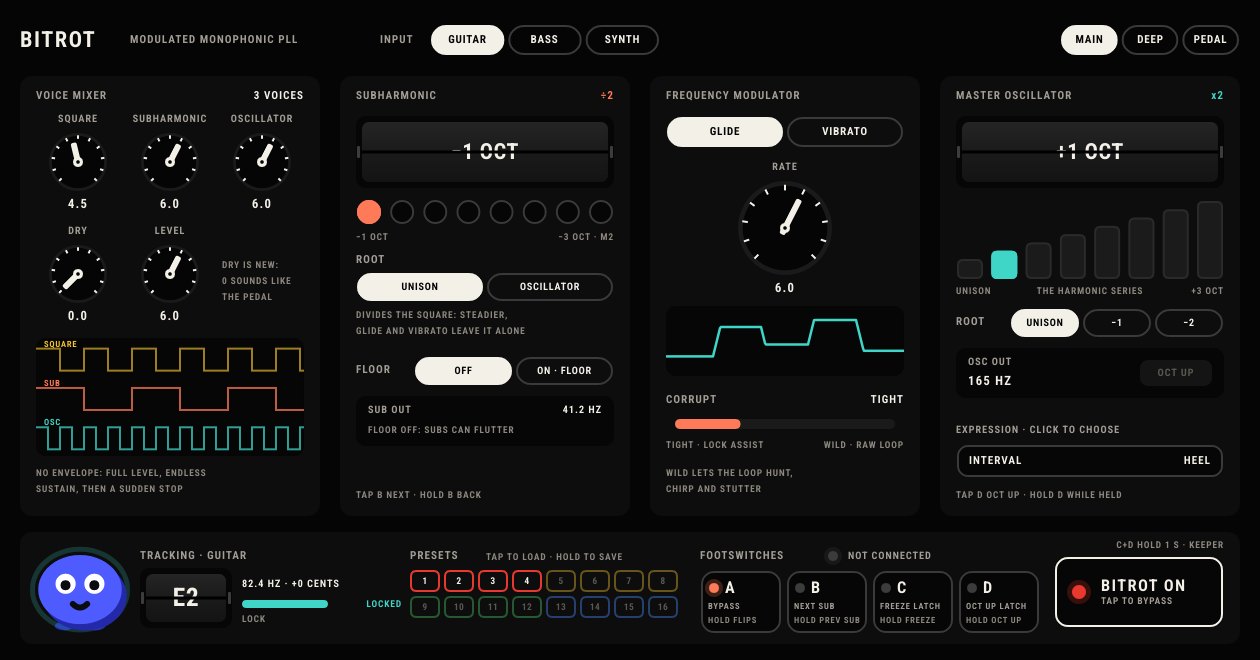 BITROT
MODULATED MONOPHONIC PLL
INPUT
GUITAR
BASS
SYNTH
MAIN
DEEP
PEDAL
VOICE MIXER
3 VOICES
SQUARE
SUBHARMONIC
OSCILLATOR
4.5
6.0
6.0
DRY
LEVEL
DRY IS NEW:
0 SOUNDS LIKE
THE PEDAL
0.0
6.0
SQUARE
SUB
OSC
NO ENVELOPE: FULL LEVEL, ENDLESS
SUSTAIN, THEN A SUDDEN STOP
SUBHARMONIC
÷2
−1 OCT
−1 OCT
−3 OCT · M2
ROOT
UNISON
OSCILLATOR
DIVIDES THE SQUARE: STEADIER,
GLIDE AND VIBRATO LEAVE IT ALONE
FLOOR
OFF
ON · FLOOR
SUB OUT
41.2 HZ
FLOOR OFF: SUBS CAN FLUTTER
TAP B NEXT · HOLD B BACK
FREQUENCY MODULATOR
GLIDE
VIBRATO
RATE
6.0
CORRUPT
TIGHT
TIGHT · LOCK ASSIST
WILD · RAW LOOP
WILD LETS THE LOOP HUNT,
CHIRP AND STUTTER
MASTER OSCILLATOR
x2
+1 OCT
UNISON
THE HARMONIC SERIES
+3 OCT
ROOT
UNISON
−1
−2
OSC OUT
165 HZ
OCT UP
EXPRESSION · CLICK TO CHOOSE
INTERVAL
HEEL
TAP D OCT UP · HOLD D WHILE HELD
TRACKING · GUITAR
E2
82.4 HZ · +0 CENTS
LOCK
LOCKED
PRESETS
TAP TO LOAD · HOLD TO SAVE
1
2
3
4
5
6
7
8
9
10
11
12
13
14
15
16
FOOTSWITCHES
NOT CONNECTED
A
BYPASS
HOLD FLIPS
B
NEXT SUB
HOLD PREV SUB
C
FREEZE LATCH
HOLD FREEZE
D
OCT UP LATCH
HOLD OCT UP
C+D HOLD 1 S · KEEPER
BITROT ON
TAP TO BYPASS